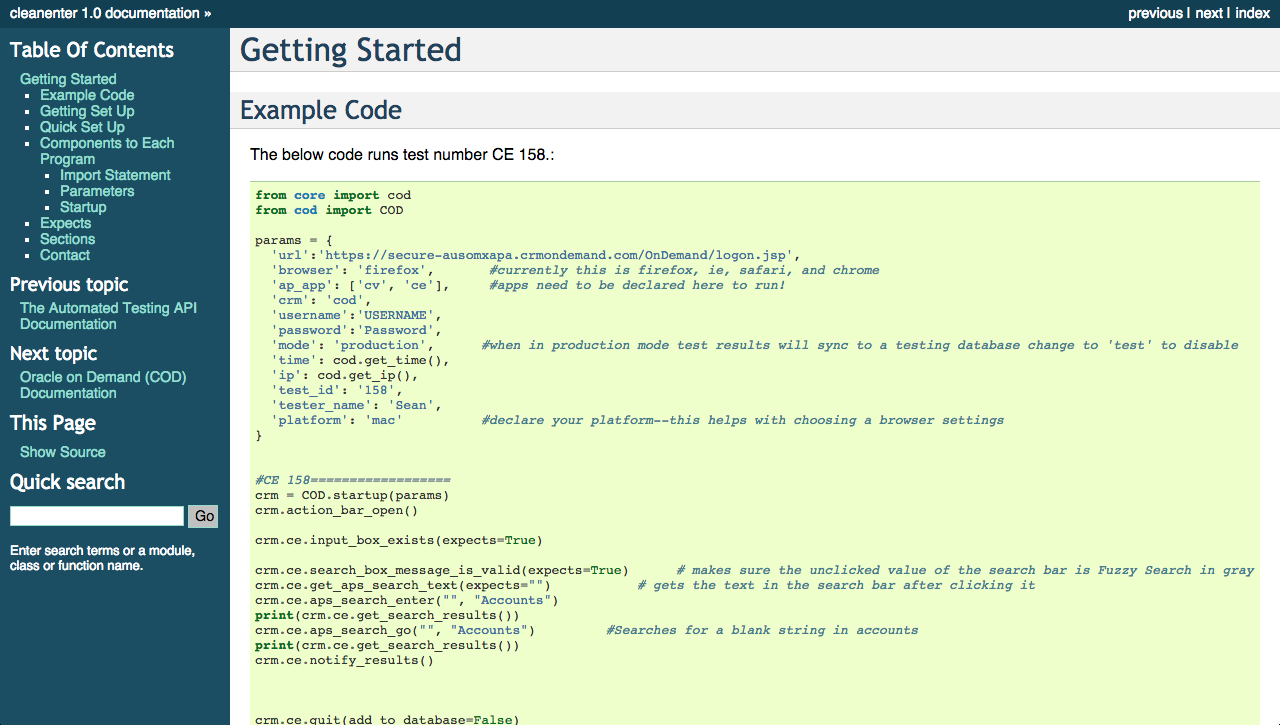 cleanenter 1.0 documentation »
previous | next | index
Table Of Contents
Getting Started
Example Code
Getting Set Up
Quick Set Up
Components to Each
Program
Import Statement
Parameters
Startup
Expects
Sections
Contact
Previous topic
The Automated Testing API
Documentation
Next topic
Oracle on Demand (COD)
Documentation
This Page
Show Source
Quick search
Go
Enter search terms or a module,
class or function name.
Getting Started
Example Code
The below code runs test number CE 158.:
from core import cod
from cod import COD
params = {
'url':'https://secure-ausomxapa.crmondemand.com/OnDemand/logon.jsp',
'browser': 'firefox', #currently this is firefox, ie, safari, and chrome
'ap_app': ['cv', 'ce'], #apps need to be declared here to run!
'crm': 'cod',
'username':'USERNAME',
'password':'Password',
'mode': 'production', #when in production mode test results will sync to a testing database change to 'test' to disable
'time': cod.get_time(),
'ip': cod.get_ip(),
'test_id': '158',
'tester_name': 'Sean',
'platform': 'mac' #declare your platform--this helps with choosing a browser settings
}
#CE 158==================
crm = COD.startup(params)
crm.action_bar_open()
crm.ce.input_box_exists(expects=True)
crm.ce.search_box_message_is_valid(expects=True) # makes sure the unclicked value of the search bar is Fuzzy Search in gray
crm.ce.get_aps_search_text(expects="") # gets the text in the search bar after clicking it
crm.ce.aps_search_enter("", "Accounts")
print(crm.ce.get_search_results())
crm.ce.aps_search_go("", "Accounts") #Searches for a blank string in accounts
print(crm.ce.get_search_results())
crm.ce.notify_results()
crm.ce.quit(add_to_database=False)